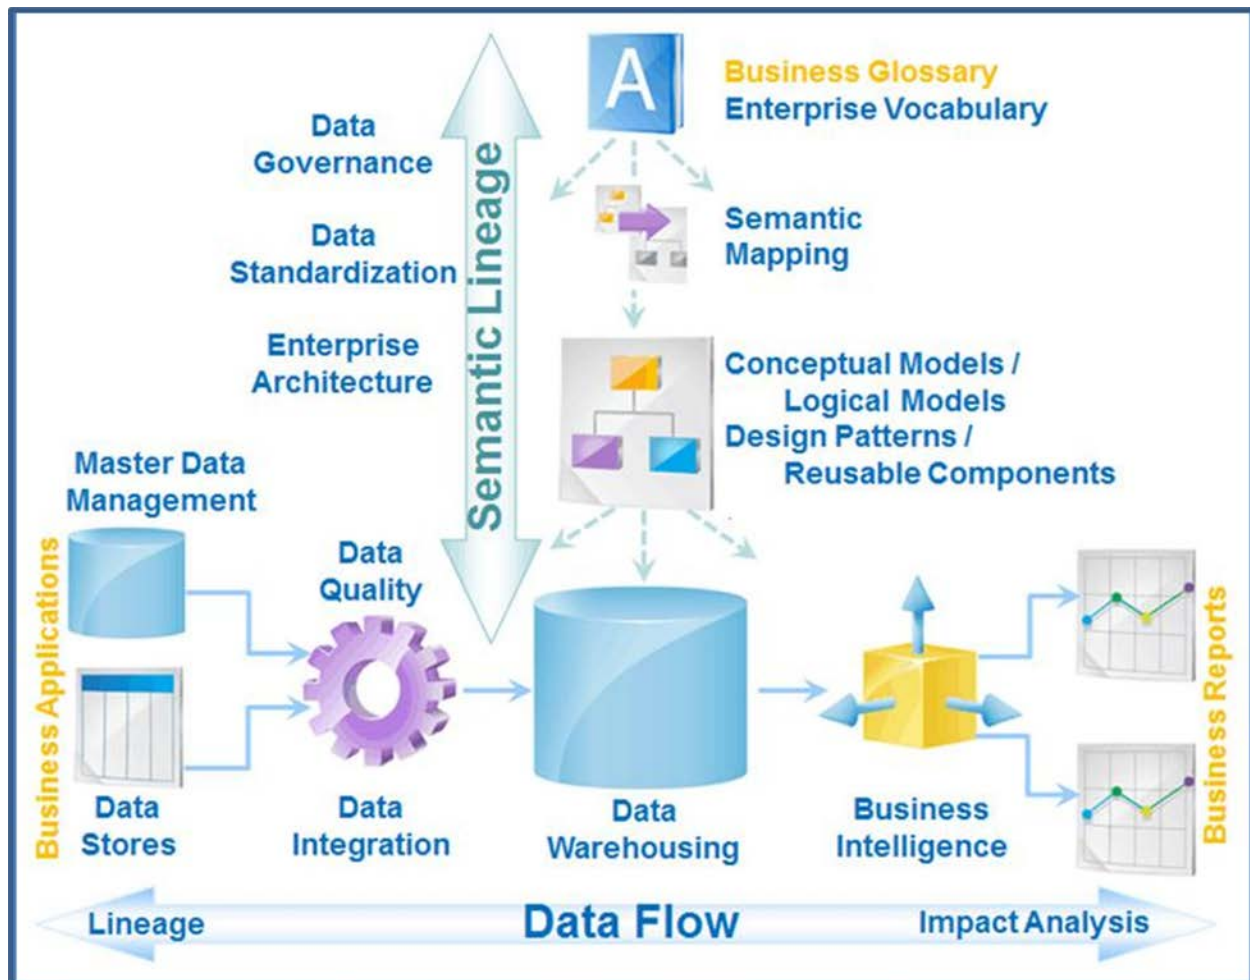 A
Business Glossary
Enterprise Vocabulary
Data
Governance
Semantic
Mapping
Data
Standardization
Enterprise
Architecture
Semantic Lineage
Conceptual Models /
Logical Models
Design Patterns /
Reusable Components
Master Data
Management
Business Applications
Data
Quality
Business Reports
Data
Stores
Data
Integration
Data
Warehousing
Business
Intelligence
Lineage
Data Flow
Impact Analysis